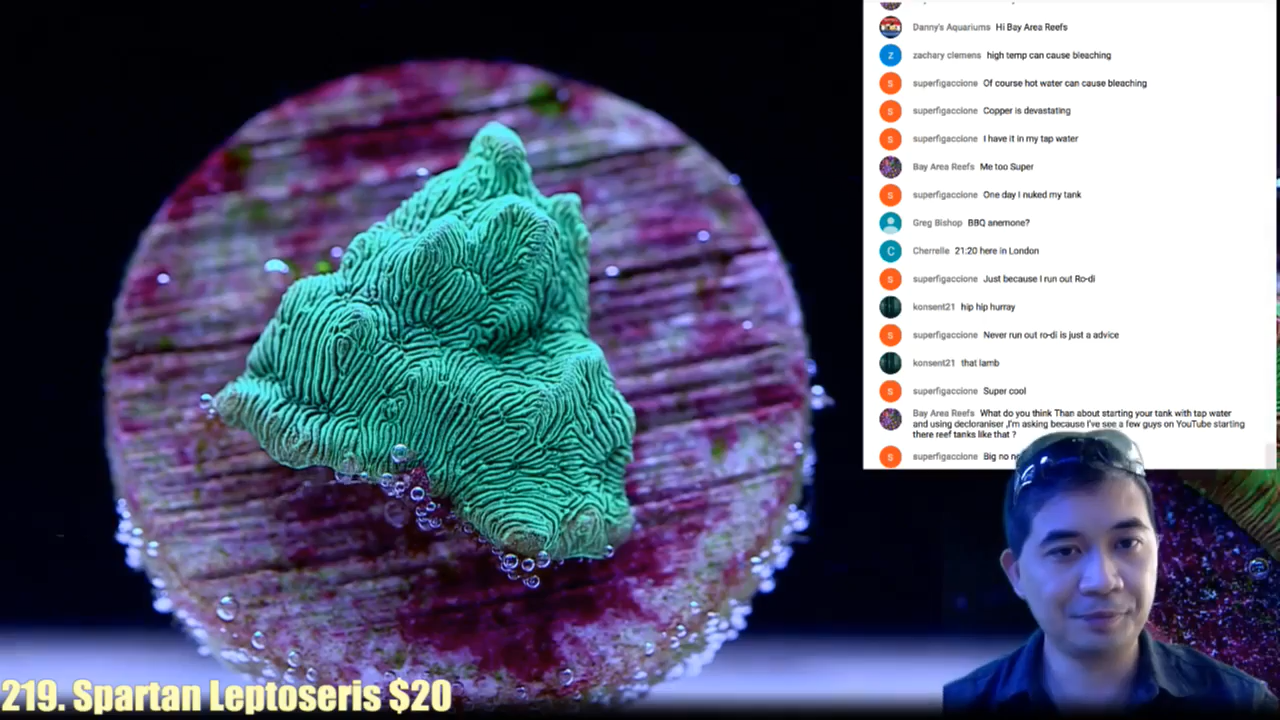 Danny's Aquariums Hi Bay Area Reefs
zachary clemens high temp can cause bleaching
superfigaccione Of course hot water can cause bleaching
superfigaccione Copper is devastating
superfigaccione I have it in my tap water
Bay Area Reefs Me too Super
superfigaccione One day I nuked my tank
Greg Bishop BBQ anemone?
Cherrelle 21:20 here in London
superfigaccione Just because I run out Ro-di
konsent21 hip hip hurray
superfigaccione Never run out ro-di is just a advice
konsent21 that lamb
superfigaccione Super cool
Bay Area Reefs What do you think Than about starting your tank with tap water
and using decloraniser ,I'm asking because I've see a few guys on YouTube starting
there reef tanks like that ?
superfigaccione Big no
219. Spartan Leptoseris $20